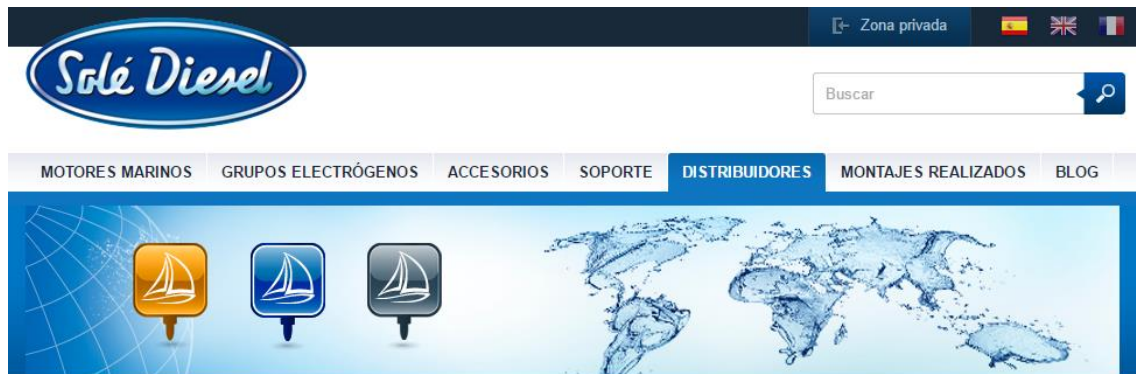 Zona privada
Solé Diesel
Buscar
MOTORES MARINOS GRUPOS ELECTRÓGENOS ACCESORIOS SOPORTE DISTRIBUIDORES MONTAJES REALIZADOS BLOG